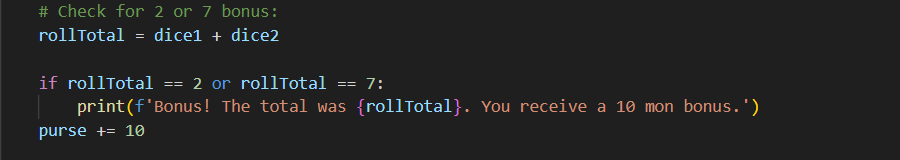 # Check for 2 or 7 bonus:
rollTotal = dice1 + dice2
if rollTotal == 2 or rollTotal == 7:
print(f'Bonus! The total was {rollTotal}. You receive a 10 mon bonus.')
purse += 10